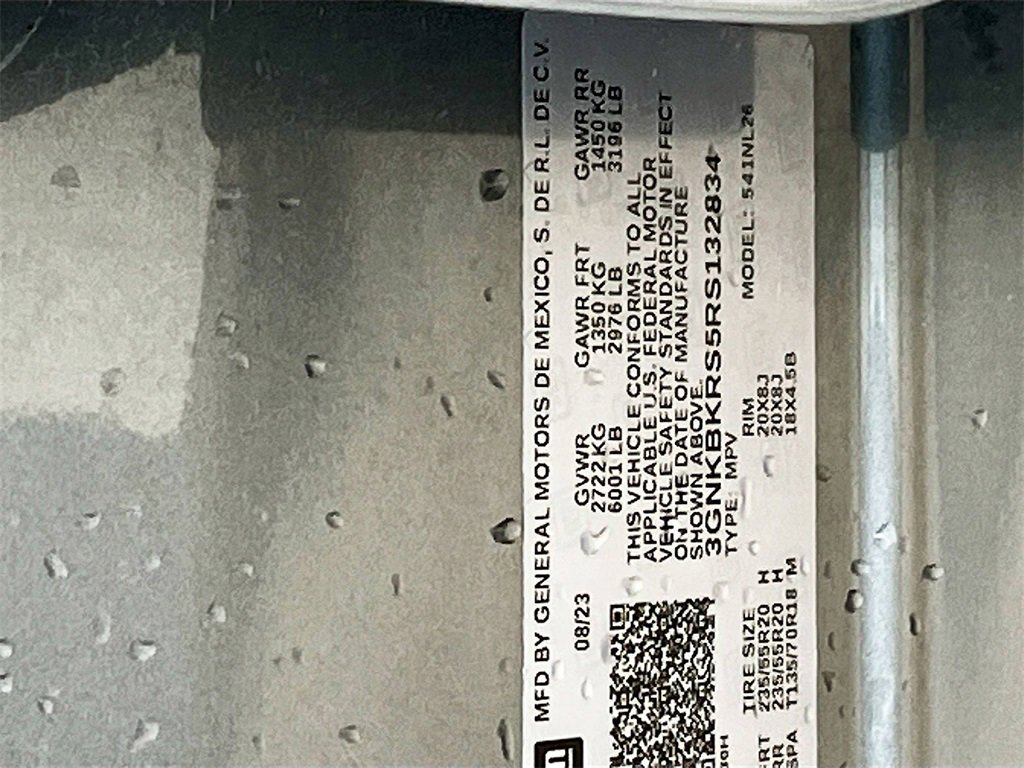 MFD BY GENERAL MOTORS DE MEXICO, S. DE R.L. DE C.V.
08/23 GVWR GAWR FRT GAWR RR
2722 KG 1350 KG 1450 KG
6001 LB 2976 LB 3196 LB
THIS VEHICLE CONFORMS TO ALL
APPLICABLE U.S. FEDERAL MOTOR
VEHICLE SAFETY STANDARDS IN EFFECT
ON THE DATE OF MANUFACTURE
SHOWN ABOVE.
3GNKBKRS5RS132834
TYPE: MPV MODEL: 541NL26
TIRE SIZE RIM
RT 235/55R20 H 20X8J
RR 235/55R20 H 20X8J
SPA T135/70R18 M 18X4.5B